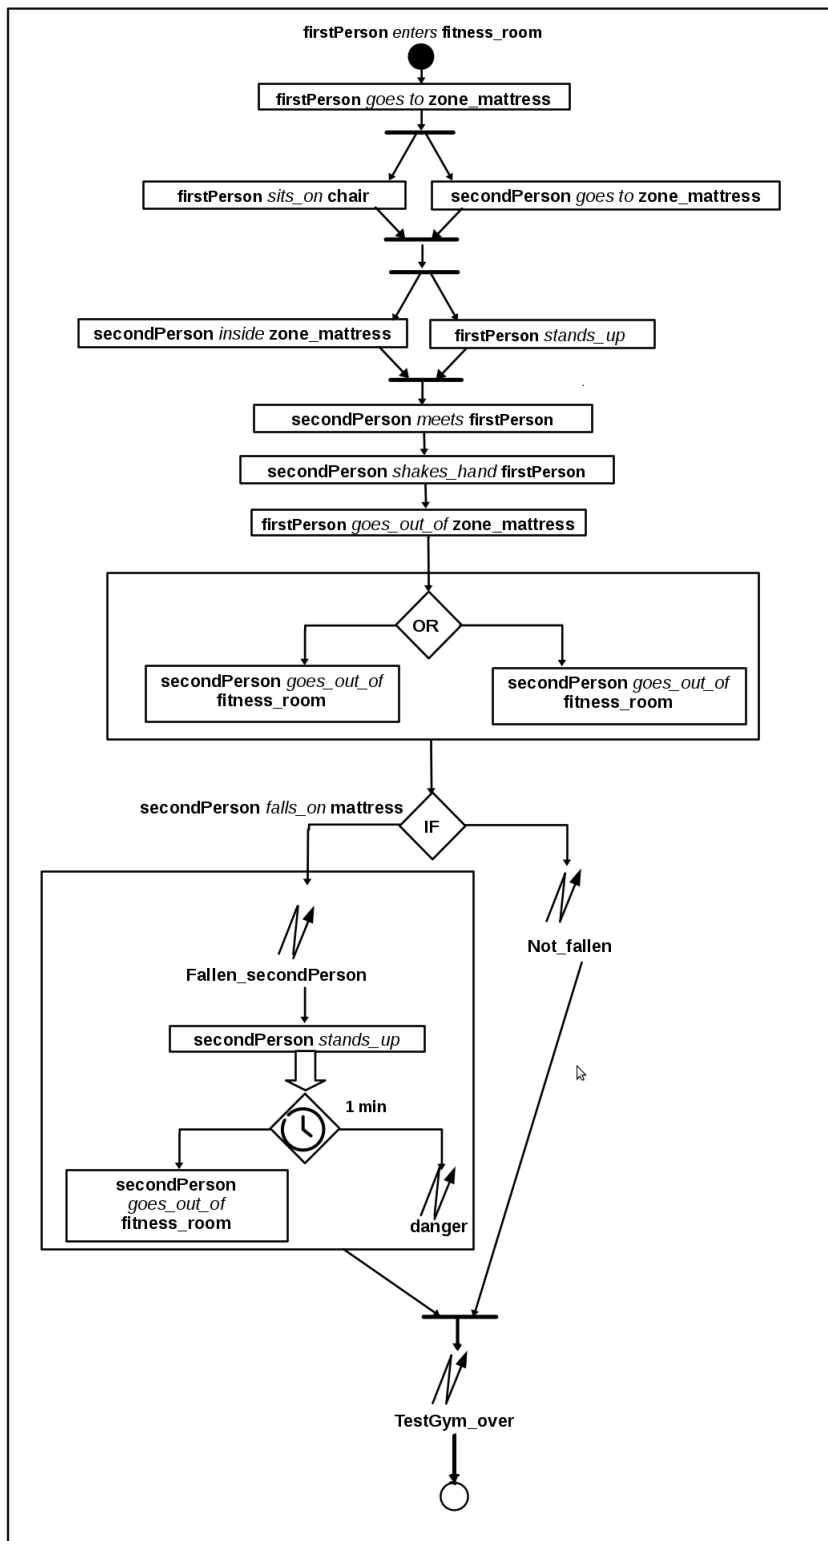 firstPerson enters fitness_room
firstPerson goes to zone_mattress
firstPerson sits_on chair
secondPerson goes to zone_mattress
secondPerson inside zone_mattress
firstPerson stands_up
secondPerson meets firstPerson
secondPerson shakes_hand firstPerson
firstPerson goes_out_of zone_mattress
OR
secondPerson goes_out_of
fitness_room
secondPerson goes_out_of
fitness_room
secondPerson falls_on mattress
IF
Not_fallen
Fallen_secondPerson
secondPerson stands_up
1 min
secondPerson
goes_out_of
fitness_room
danger
TestGym_over